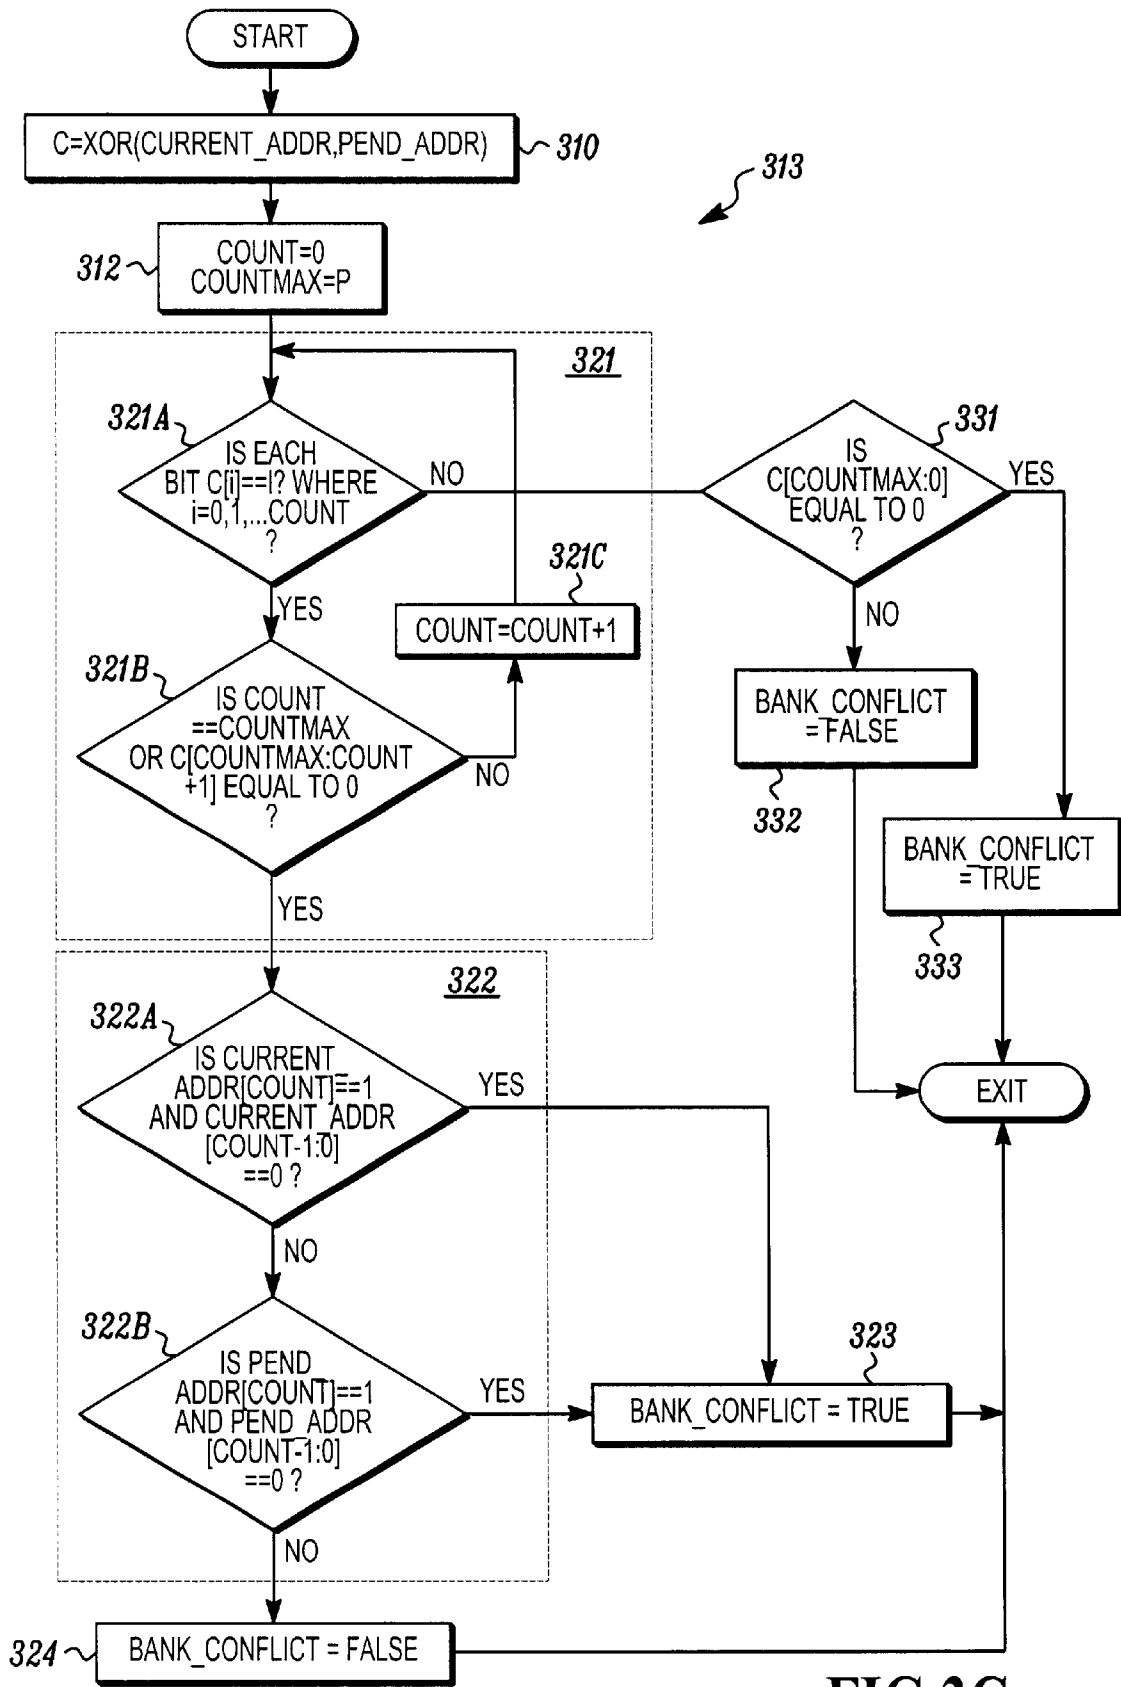 START
C=XOR(CURRENT_ADDR,PEND_ADDR)
310
313
COUNT=0
COUNTMAX=P
312
321
321A
IS EACH
BIT C[i]==I? WHERE
i=0,1,...COUNT
?
NO
YES
331
IS
C[COUNTMAX:0]
EQUAL TO 0
?
YES
NO
321C
COUNT=COUNT+1
321B
IS COUNT
==COUNTMAX
OR C[COUNTMAX:COUNT
+1] EQUAL TO 0
?
NO
YES
BANK_CONFLICT
=FALSE
332
BANK_CONFLICT
=TRUE
333
322
322A
IS CURRENT_
ADDR[COUNT]==1
AND CURRENT_ADDR
[COUNT-1:0]
==0 ?
YES
NO
EXIT
322B
IS PEND_
ADDR[COUNT]==1
AND PEND_ADDR
[COUNT-1:0]
==0 ?
YES
NO
323
BANK_CONFLICT = TRUE
324
BANK_CONFLICT = FALSE